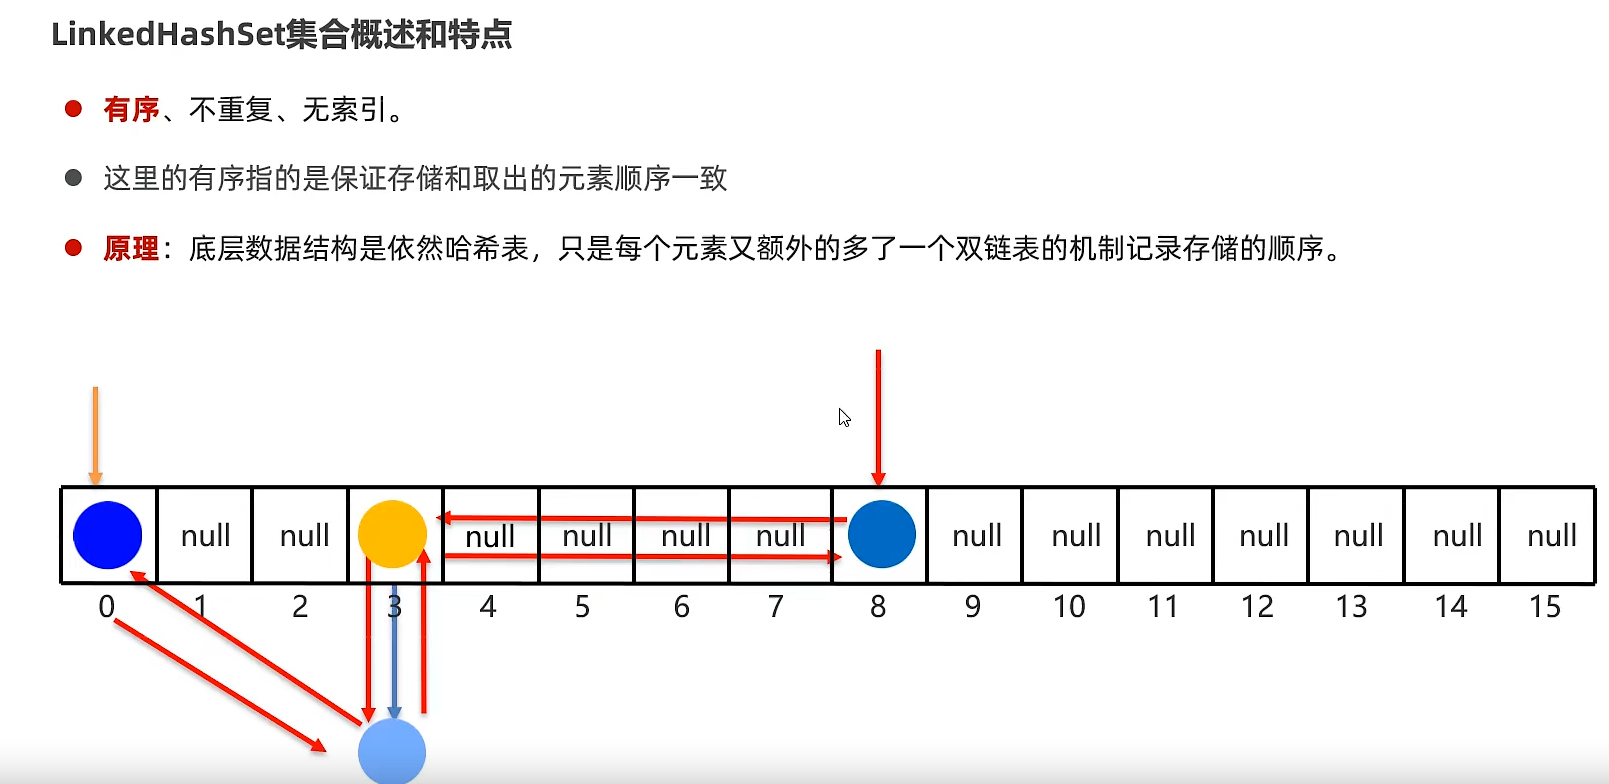 LinkedHashSet集合概述和特点
有序、不重复、无索引。
这里的有序指的是保证存储和取出的元素顺序一致
原理：底层数据结构是依然哈希表，只是每个元素又额外的多了一个双链表的机制记录存储的顺序。
null null null null null null null null null null null null null
0 1 2 3 4 5 6 7 8 9 10 11 12 13 14 15